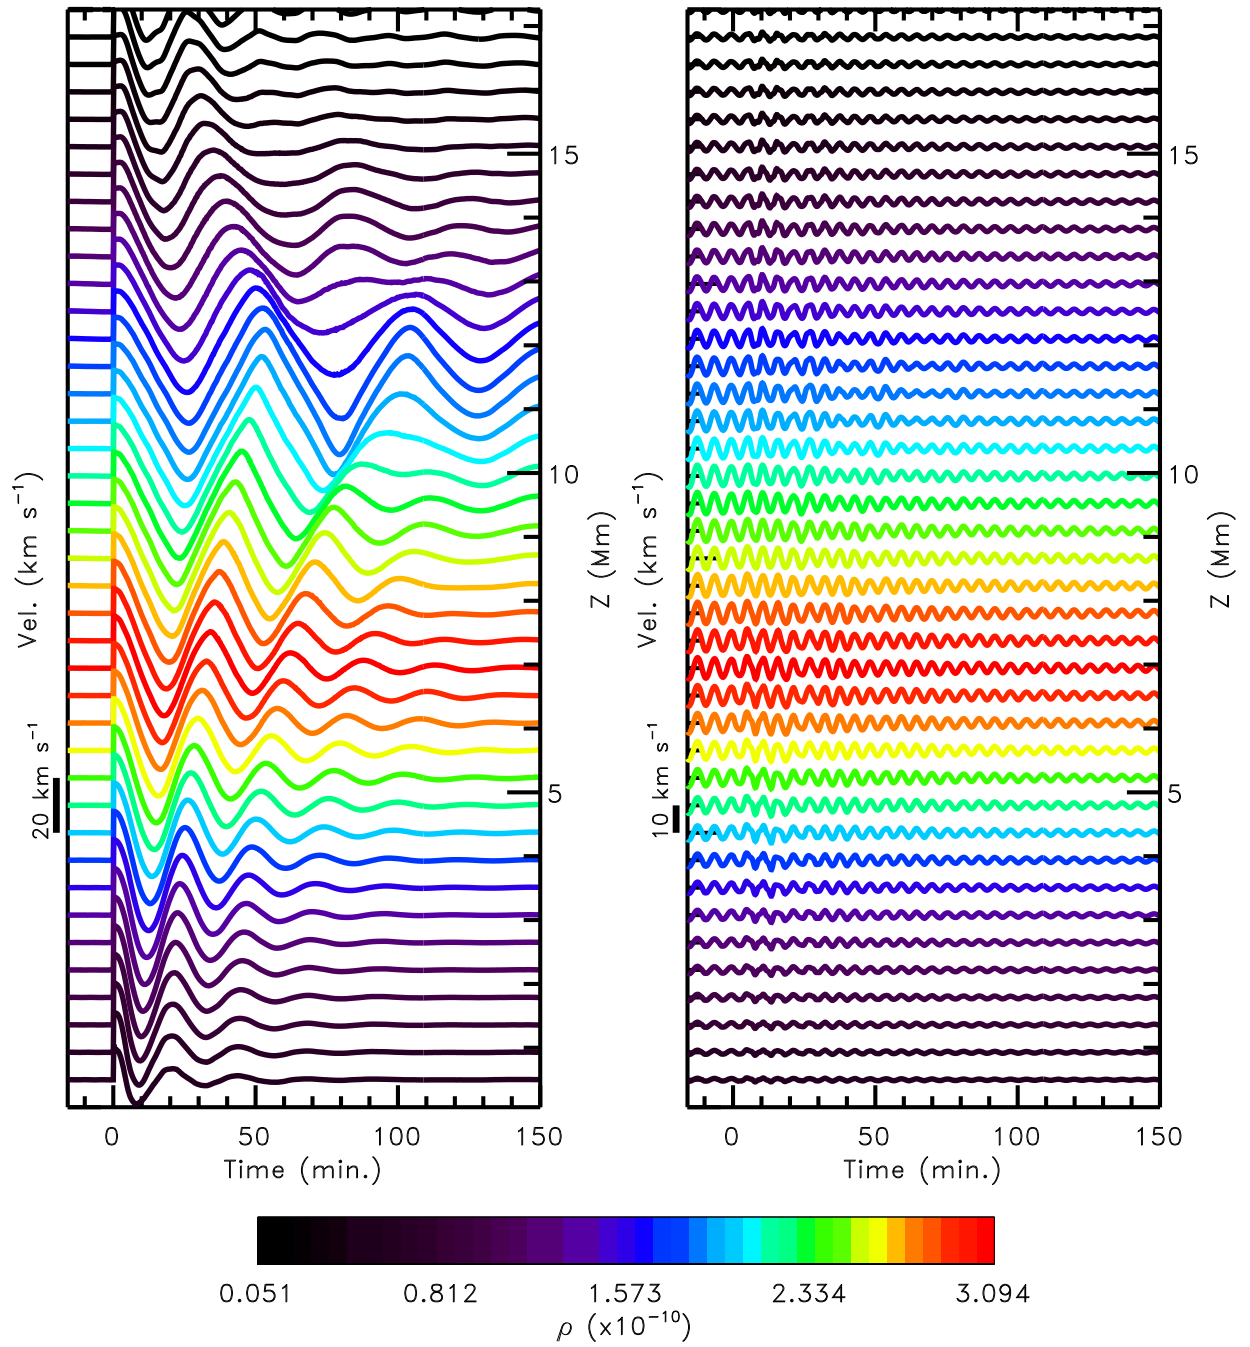 15
10
5
Vel. (km s⁻¹)
20 km s⁻¹
Z (Mm)
0 50 100 150
Time (min.)
15
10
5
Vel. (km s⁻¹)
10 km s⁻¹
Z (Mm)
0 50 100 150
Time (min.)
0.051 0.812 1.573 2.334 3.094
ρ (x10⁻¹⁰)